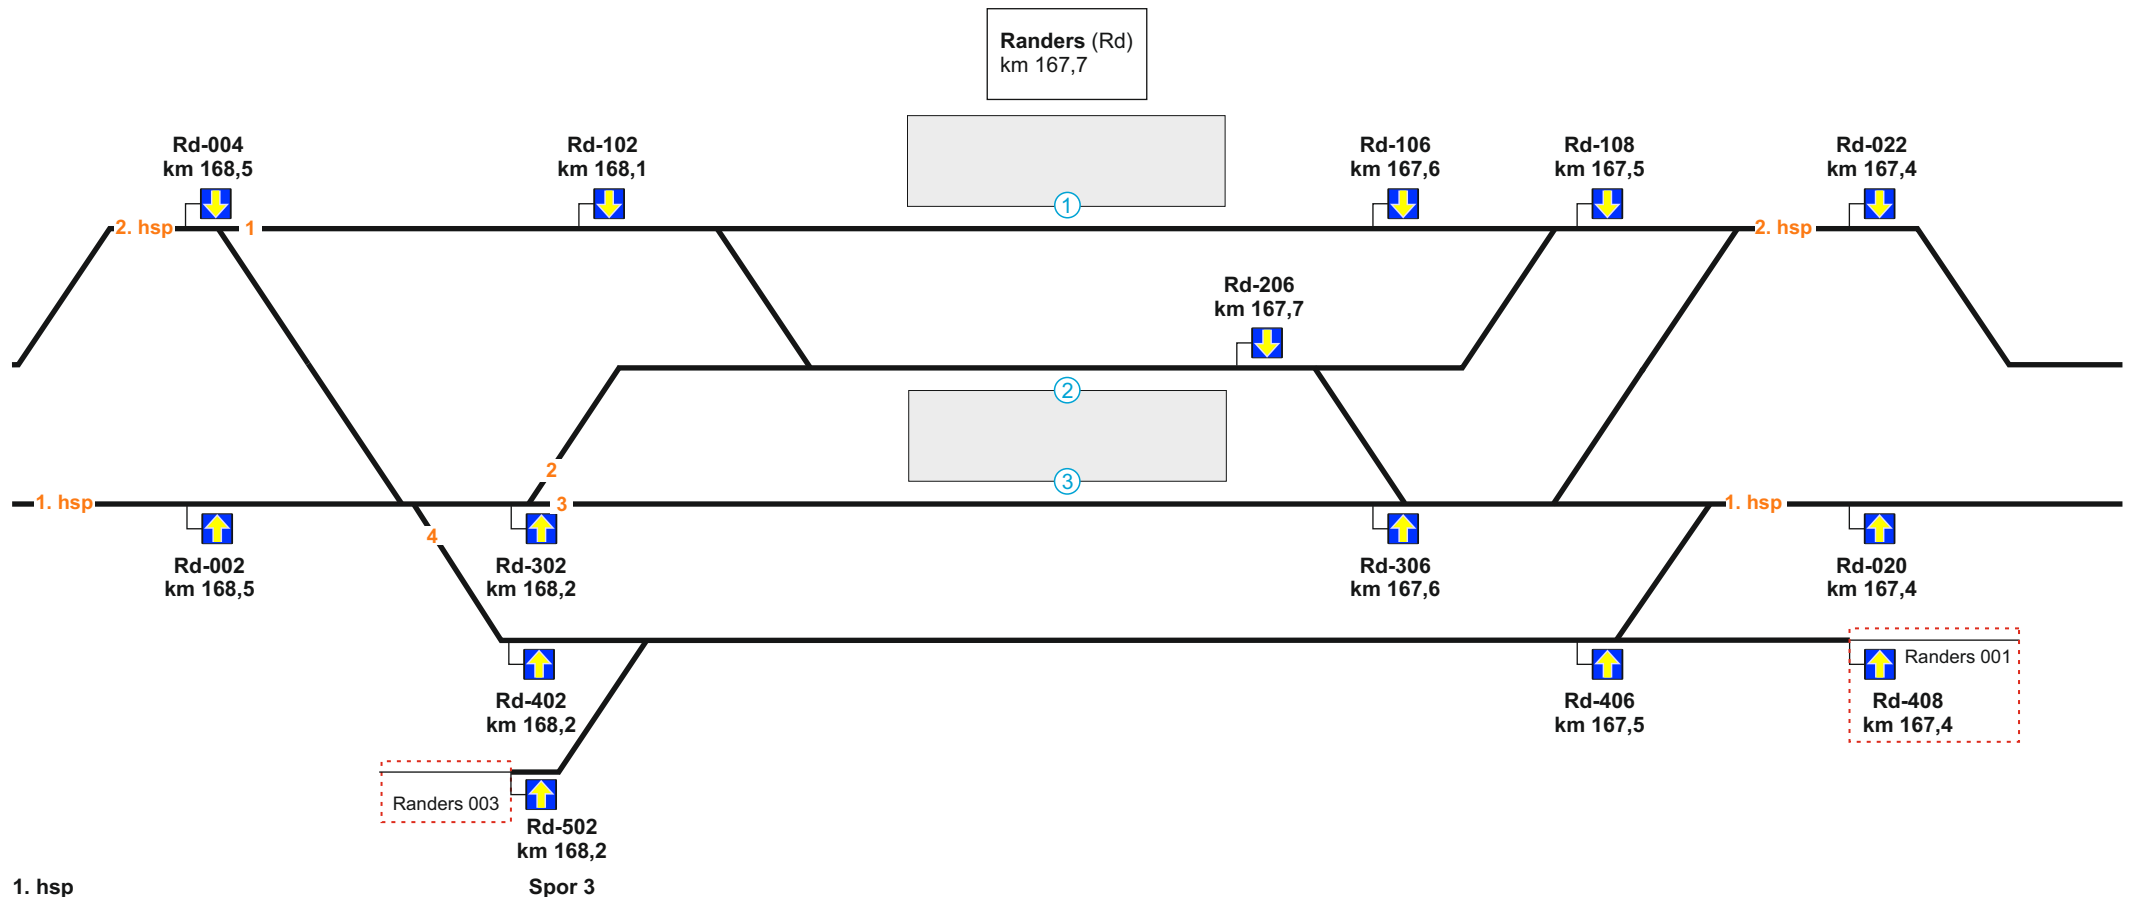 Randers (Rd)
km 167,7
Rd-004
km 168,5
Rd-102
km 168,1
Rd-106
km 167,6
Rd-108
km 167,5
Rd-022
km 167,4
1
2. hsp
1
2. hsp
Rd-206
km 167,7
2
2
3
1. hsp
3
1. hsp
4
Rd-002
km 168,5
Rd-302
km 168,2
Rd-306
km 167,6
Rd-020
km 167,4
Randers 001
Rd-402
km 168,2
Rd-406
km 167,5
Rd-408
km 167,4
Randers 003
Rd-502
km 168,2
1. hsp
Spor 3